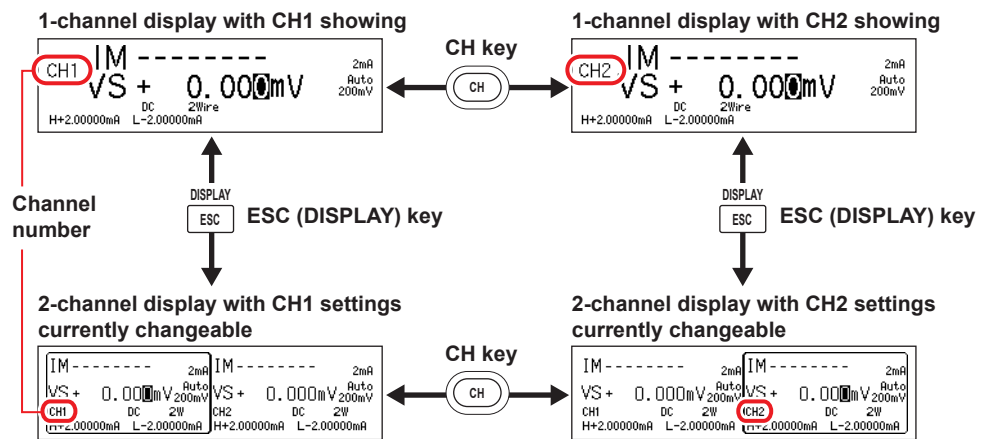 1-channel display with CH1 showing
1-channel display with CH2 showing
CH1
IM - - - - - - - -
2mA
VS + 0.000mV
Auto
200mV
DC 2Wire
H+2.00000mA L-2.00000mA
CH key
CH
CH2
IM - - - - - - - -
2mA
VS + 0.000mV
Auto
200mV
DC 2Wire
H+2.00000mA L-2.00000mA
Channel
number
DISPLAY
ESC
ESC (DISPLAY) key
DISPLAY
ESC
ESC (DISPLAY) key
2-channel display with CH1 settings
currently changeable
2-channel display with CH2 settings
currently changeable
IM - - - - - - - - 2mA
VS + 0.000mV Auto
200mV
CH1 DC 2W
H+2.00000mA L-2.00000mA
IM - - - - - - - - 2mA
VS + 0.000mV Auto
200mV
CH2 DC 2W
H+2.00000mA L-2.00000mA
CH key
CH
IM - - - - - - - - 2mA
VS + 0.000mV Auto
200mV
CH1 DC 2W
H+2.00000mA L-2.00000mA
IM - - - - - - - - 2mA
VS + 0.000mV Auto
200mV
CH2 DC 2W
H+2.00000mA L-2.00000mA